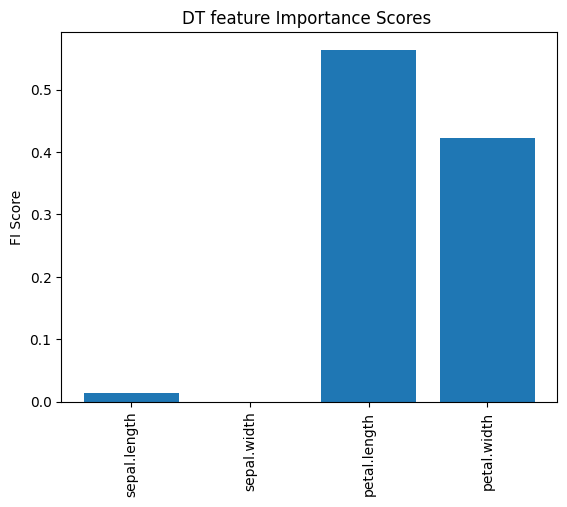 DT feature Importance Scores
FI Score
0.5
0.4
0.3
0.2
0.1
0.0
sepal.length
sepal.width
petal.length
petal.width